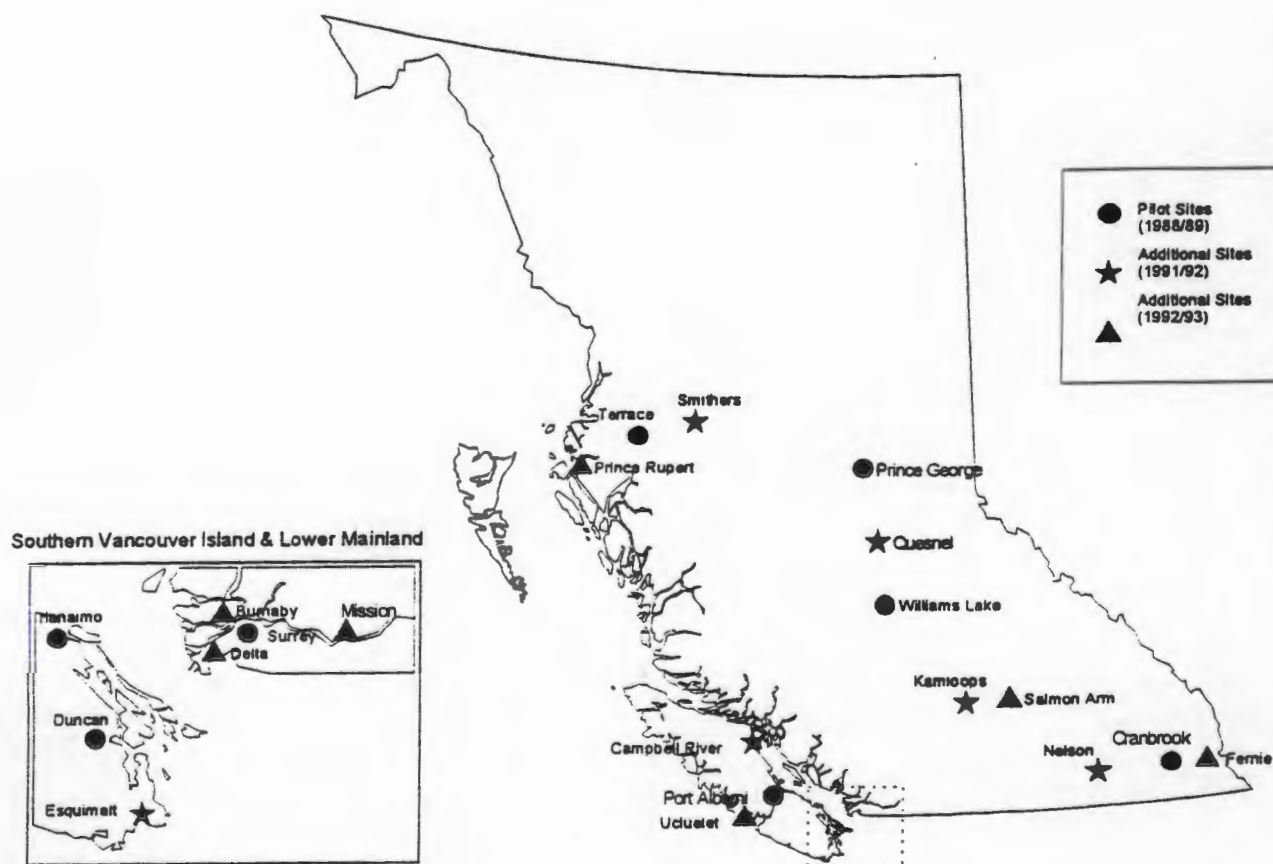 Pilot Sites
(1988/89)
Additional Sites
(1991/92)
Additional Sites
(1992/93)
Smithers
Terrace
Prince Rupert
Prince George
Quesnel
Williams Lake
Kamloops
Salmon Arm
Cranbrook
Nelson
Fernie
Campbell River
Port Alberni
Ucluelet
Southern Vancouver Island & Lower Mainland
Nanaimo
Burnaby
Mission
Surrey
Delta
Duncan
Esquimalt